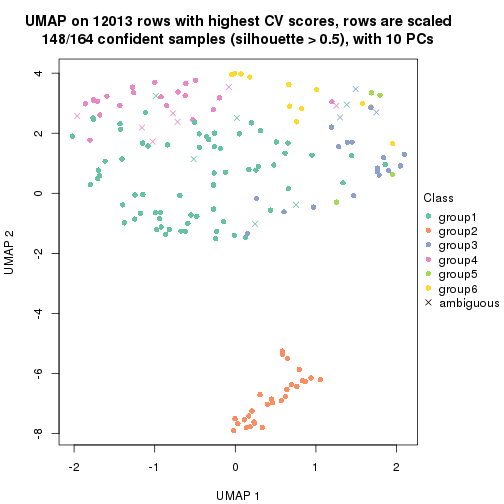 UMAP on 12013 rows with highest CV scores, rows are scaled
148/164 confident samples (silhouette > 0.5), with 10 PCs
UMAP 2
4
2
0
-2
-4
-6
-8
-2
-1
0
1
2
UMAP 1
Class
group1
group2
group3
group4
group5
group6
ambiguous